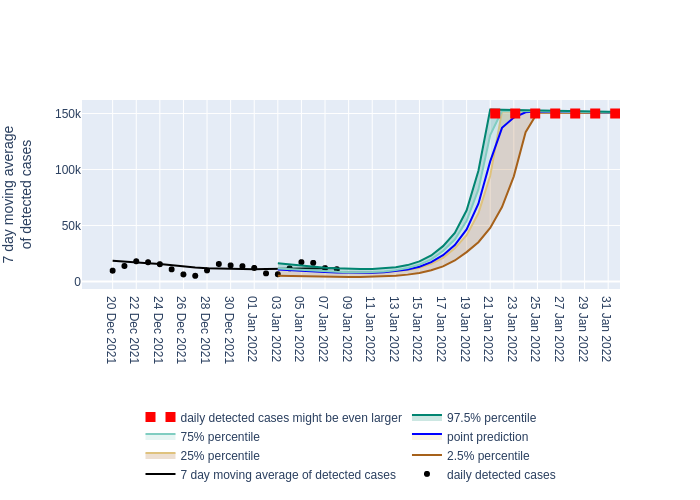 7 day moving average
of detected cases
150k
100k
50k
0
20 Dec 2021
22 Dec 2021
24 Dec 2021
26 Dec 2021
28 Dec 2021
30 Dec 2021
01 Jan 2022
03 Jan 2022
05 Jan 2022
07 Jan 2022
09 Jan 2022
11 Jan 2022
13 Jan 2022
15 Jan 2022
17 Jan 2022
19 Jan 2022
21 Jan 2022
23 Jan 2022
25 Jan 2022
27 Jan 2022
29 Jan 2022
31 Jan 2022
daily detected cases might be even larger
97.5% percentile
75% percentile
point prediction
25% percentile
2.5% percentile
7 day moving average of detected cases
daily detected cases